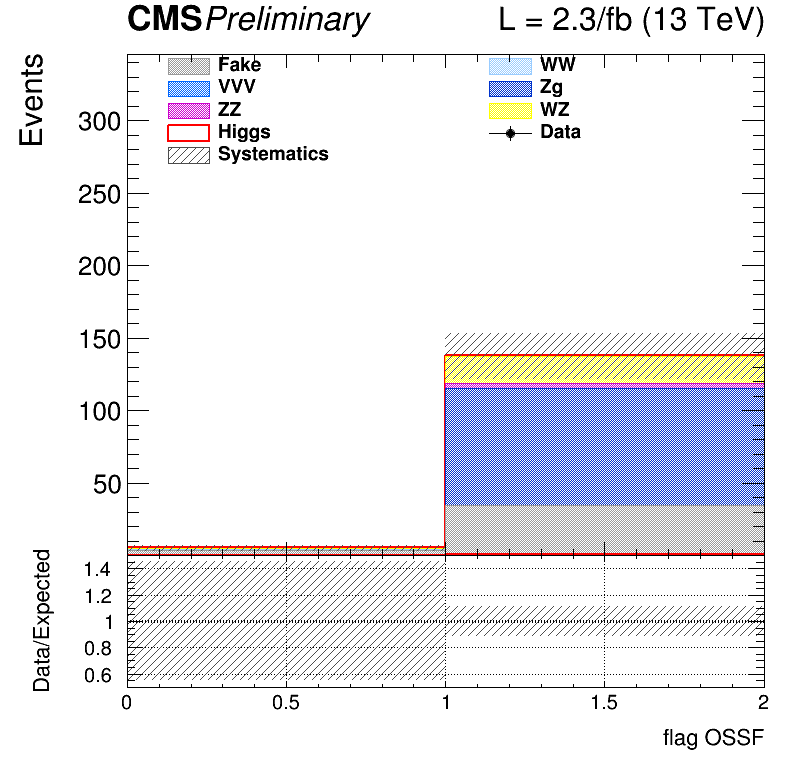 CMS Preliminary L = 2.3/fb (13 TeV)
Events
Fake WW
VVV Zg
ZZ WZ
Higgs Data
Systematics
300
250
200
150
100
50
Data/Expected
1.4
1.2
1
0.8
0.6
0 0.5 1 1.5 2
flag OSSF